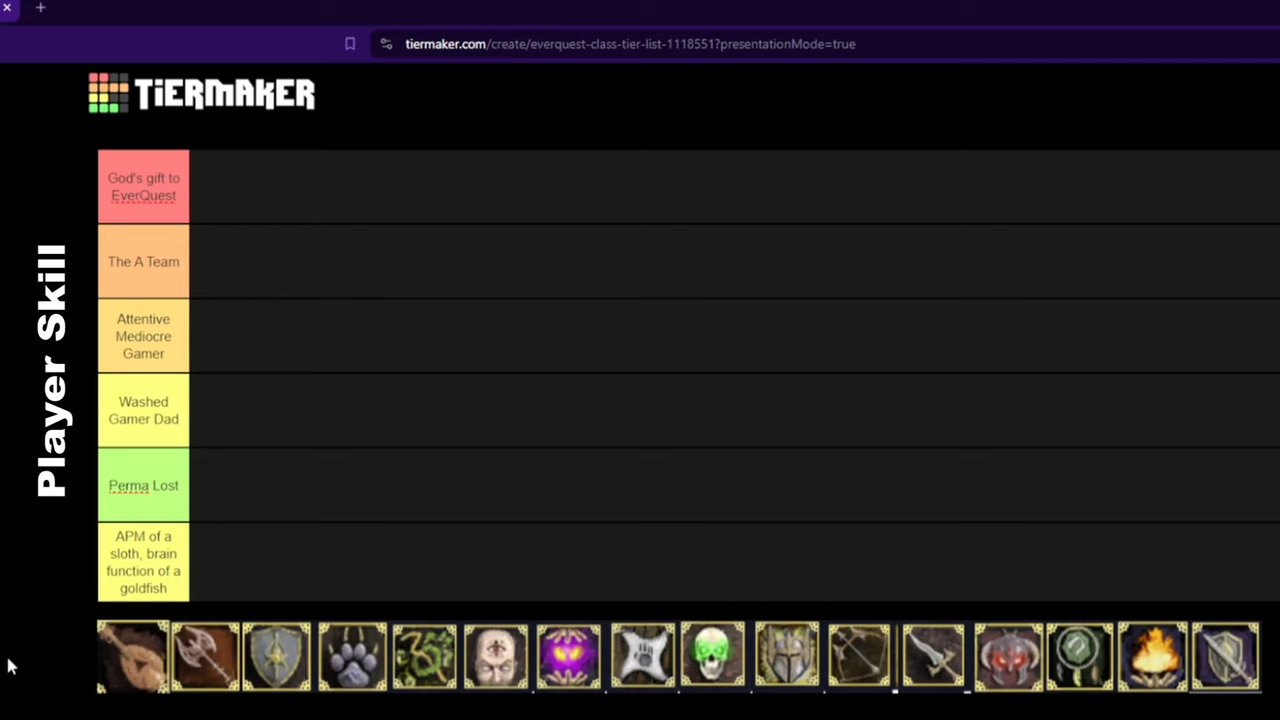 tiermaker.com/create/everquest-class-tier-list-1118551?presentationMode=true
TiERMAKER
Player Skill
God's gift to
EverQuest
The A Team
Attentive
Mediocre
Gamer
Washed
Gamer Dad
Perma Lost
APM of a
sloth, brain
function of a
goldfish